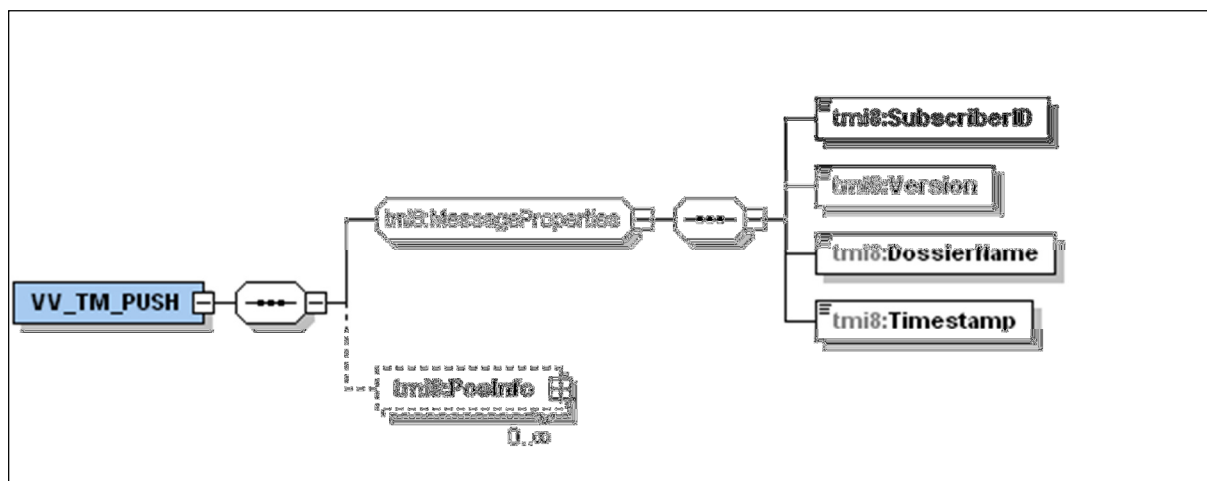 tmi8:SubscriberID
tmi8:Version
tmi8:MessageProperties
tmi8:DossierName
VV_TM_PUSH
tmi8:Timestamp
tmi8:PosInfo
0..∞